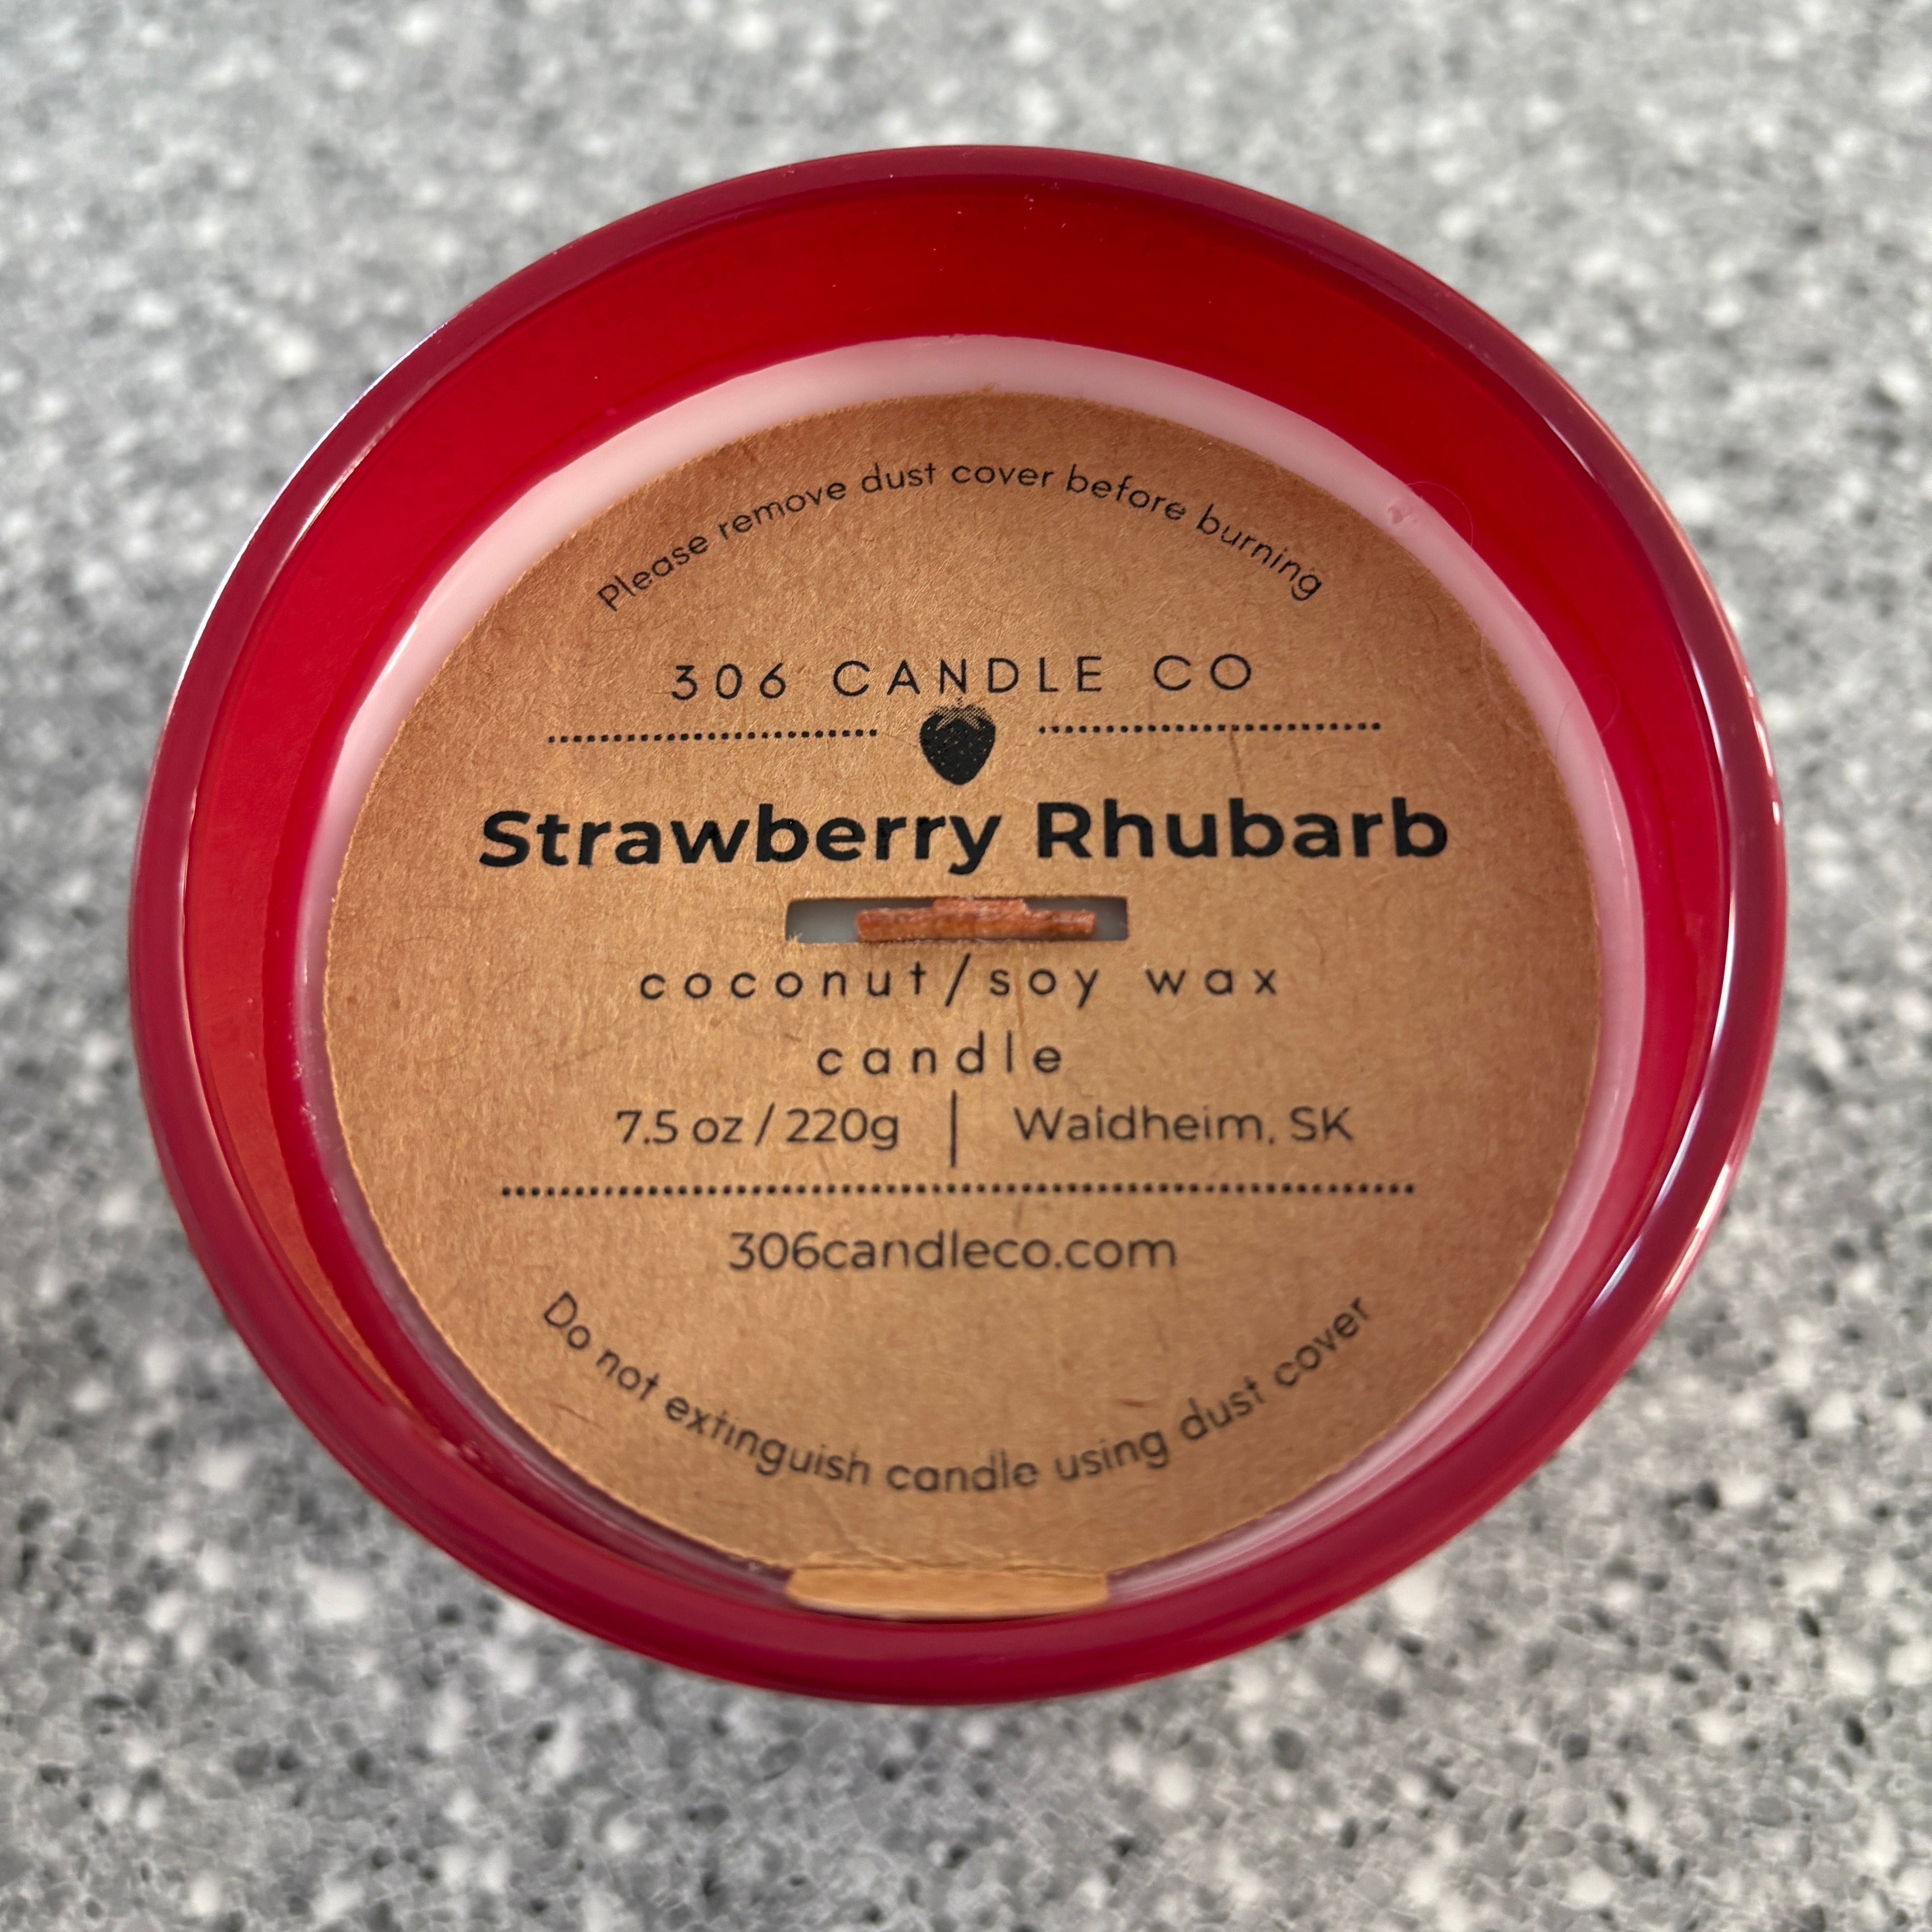 Please remove dust cover before burning
306 CANDLE CO
Strawberry Rhubarb
coconut/soy wax
candle
7.5 oz / 220g | Waldheim, SK
306candleco.com
Do not extinguish candle using dust cover